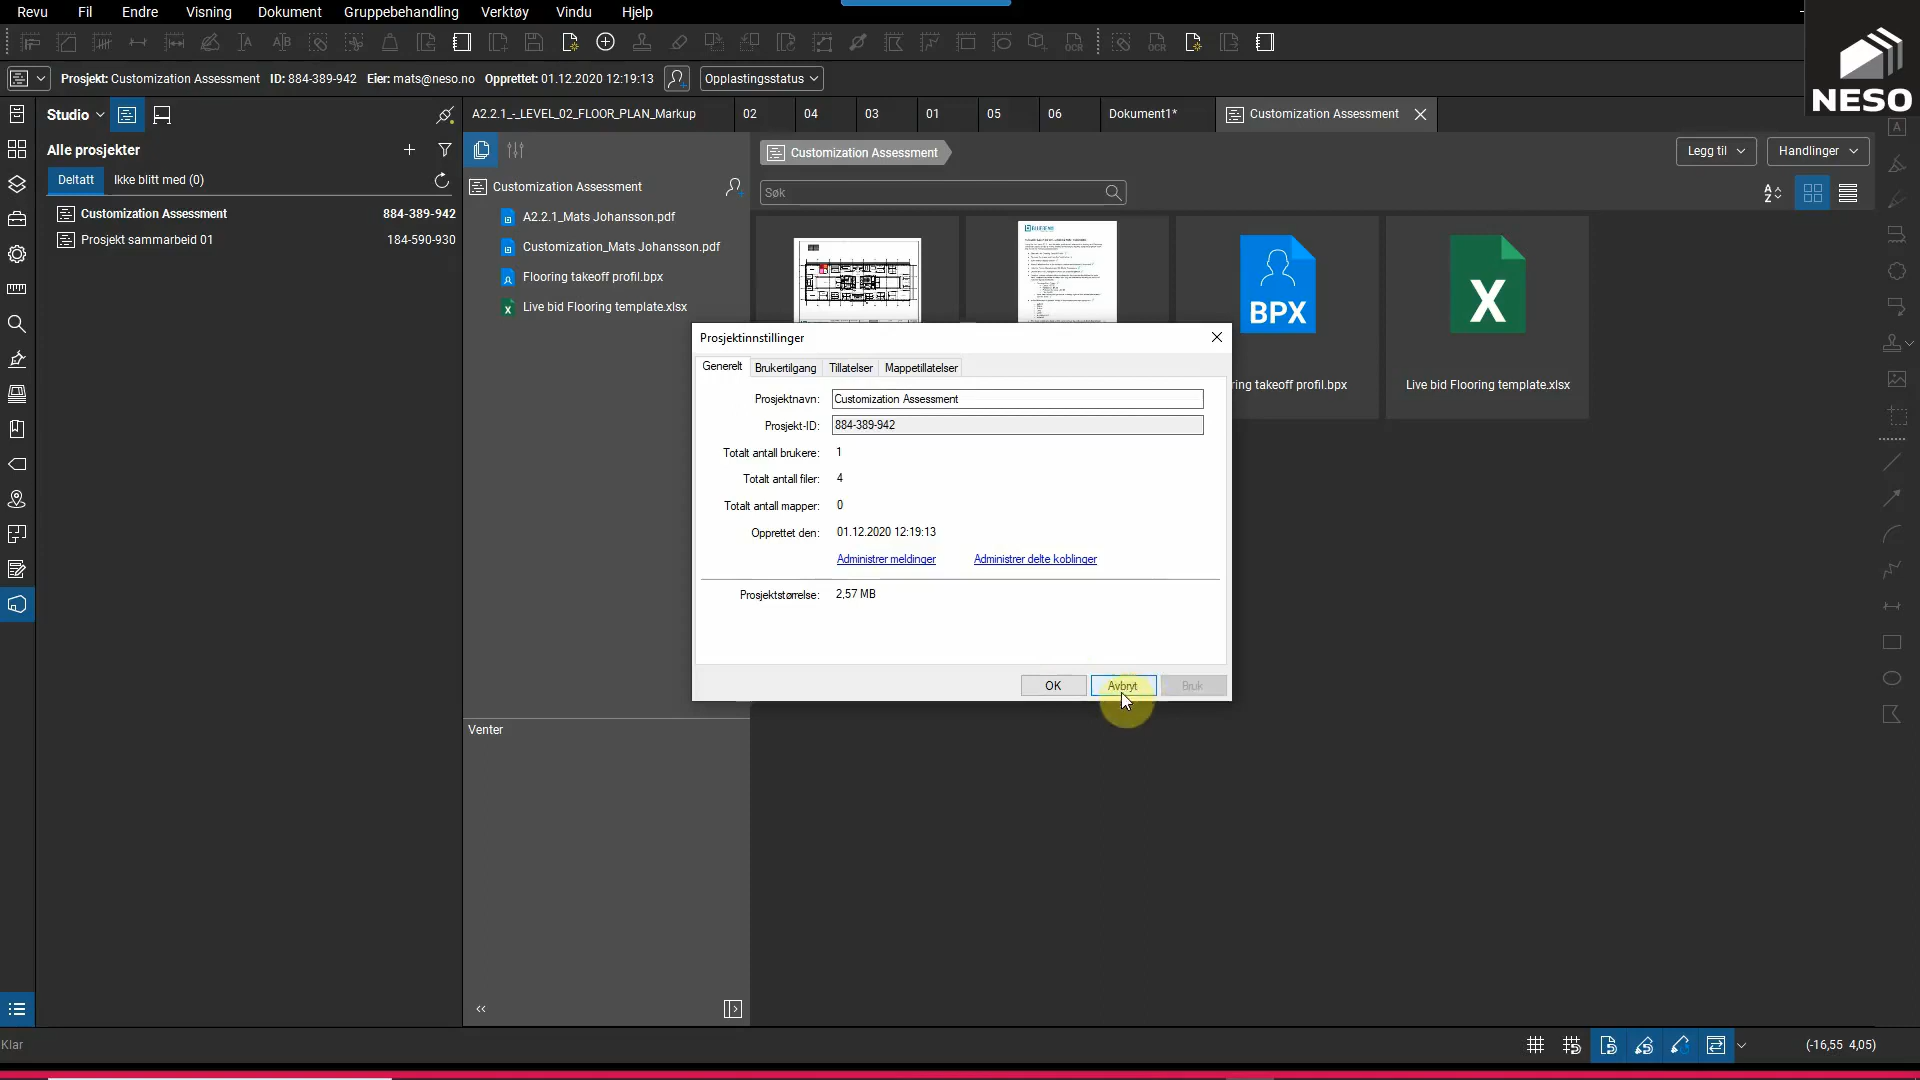 Revu Fil Endre Visning Dokument Gruppebehandling Verktøy Vindu Hjelp
Prosjekt: Customization Assessment ID: 884-389-942 Eier: mats@neso.no Opprettet: 01.12.2020 12:19:13 Opplastingsstatus
NESO
Studio
A2.2.1_-_LEVEL_02_FLOOR_PLAN_Markup 02 04 03 01 05 06 Dokument1* Customization Assessment
Alle prosjekter
Deltatt Ikke blitt med (0)
Customization Assessment 884-389-942
Prosjekt sammarbeid 01 184-590-930
Customization Assessment
A2.2.1_Mats Johansson.pdf
Customization_Mats Johansson.pdf
Flooring takeoff profil.bpx
Live bid Flooring template.xlsx
Venter
Customization Assessment
Legg til Handlinger
Søk
BPX
X
ring takeoff profil.bpx
Live bid Flooring template.xlsx
Prosjektinnstillinger
Generelt Brukertilgang Tillatelser Mappetillatelser
Prosjektnavn: Customization Assessment
Prosjekt-ID: 884-389-942
Totalt antall brukere: 1
Totalt antall filer: 4
Totalt antall mapper: 0
Opprettet den: 01.12.2020 12:19:13
Administrer meldinger Administrer delte koblinger
Prosjektstørrelse: 2,57 MB
OK Avbryt Bruk
Klar
(-16,55 4,05)